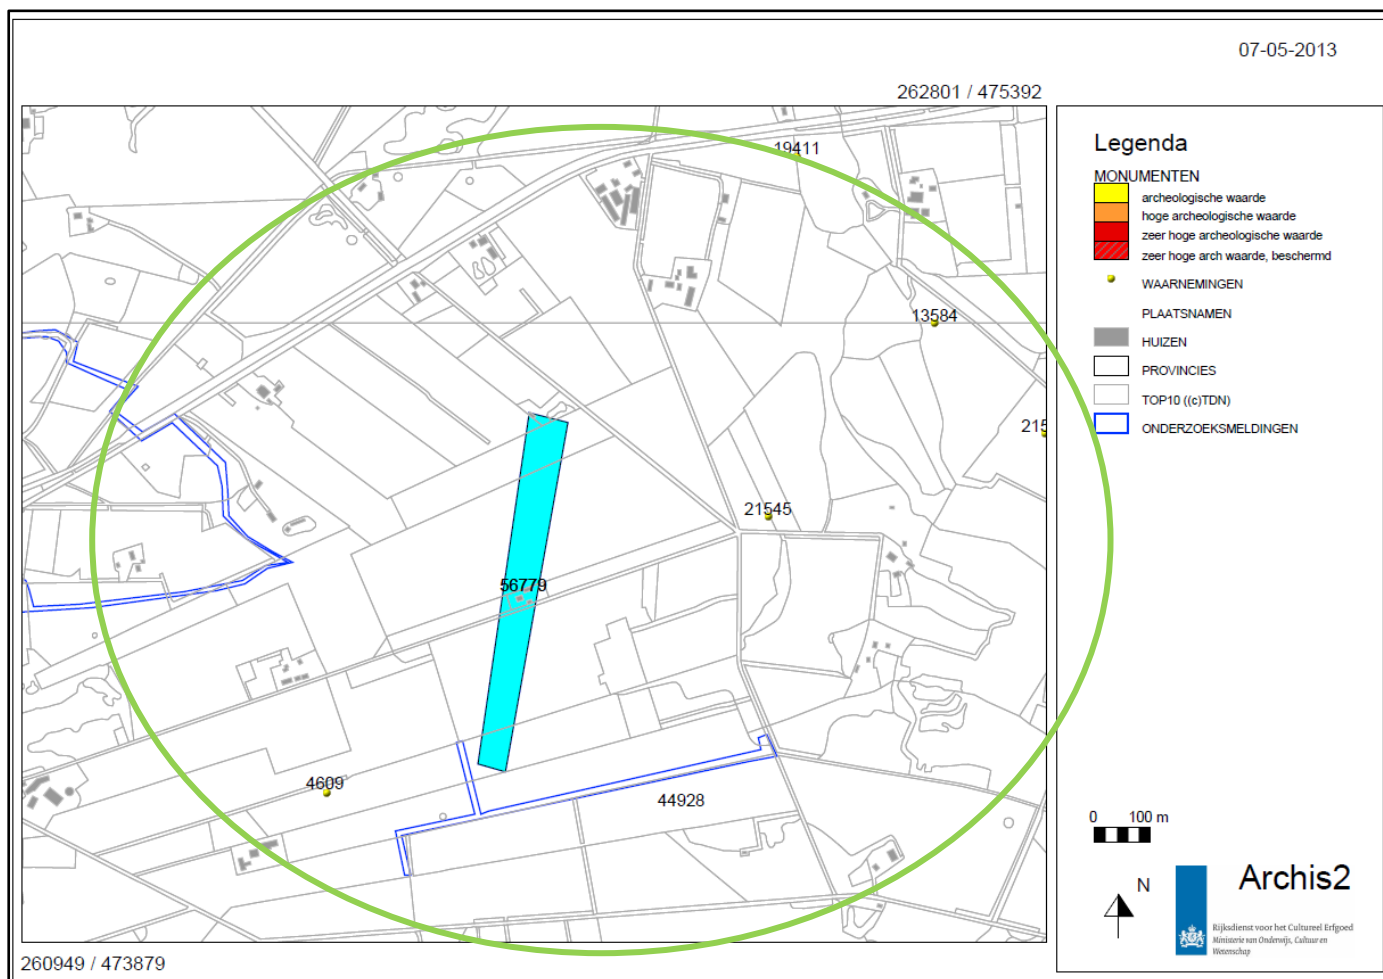 07-05-2013
262801 / 475392
19411
13584
21545
56779
4609
44928
260949 / 473879
Legenda
MONUMENTEN
archeologische waarde
hoge archeologische waarde
zeer hoge archeologische waarde
zeer hoge arch waarde, beschermd
WAARNEMINGEN
PLAATSNAMEN
HUIZEN
PROVINCIES
TOP10 ((c)TDN)
ONDERZOEKSMELDINGEN
0 100 m
N
Archis2
Rijksdienst voor het Cultureel Erfgoed
Ministerie van Onderwijs, Cultuur en
Wetenschap